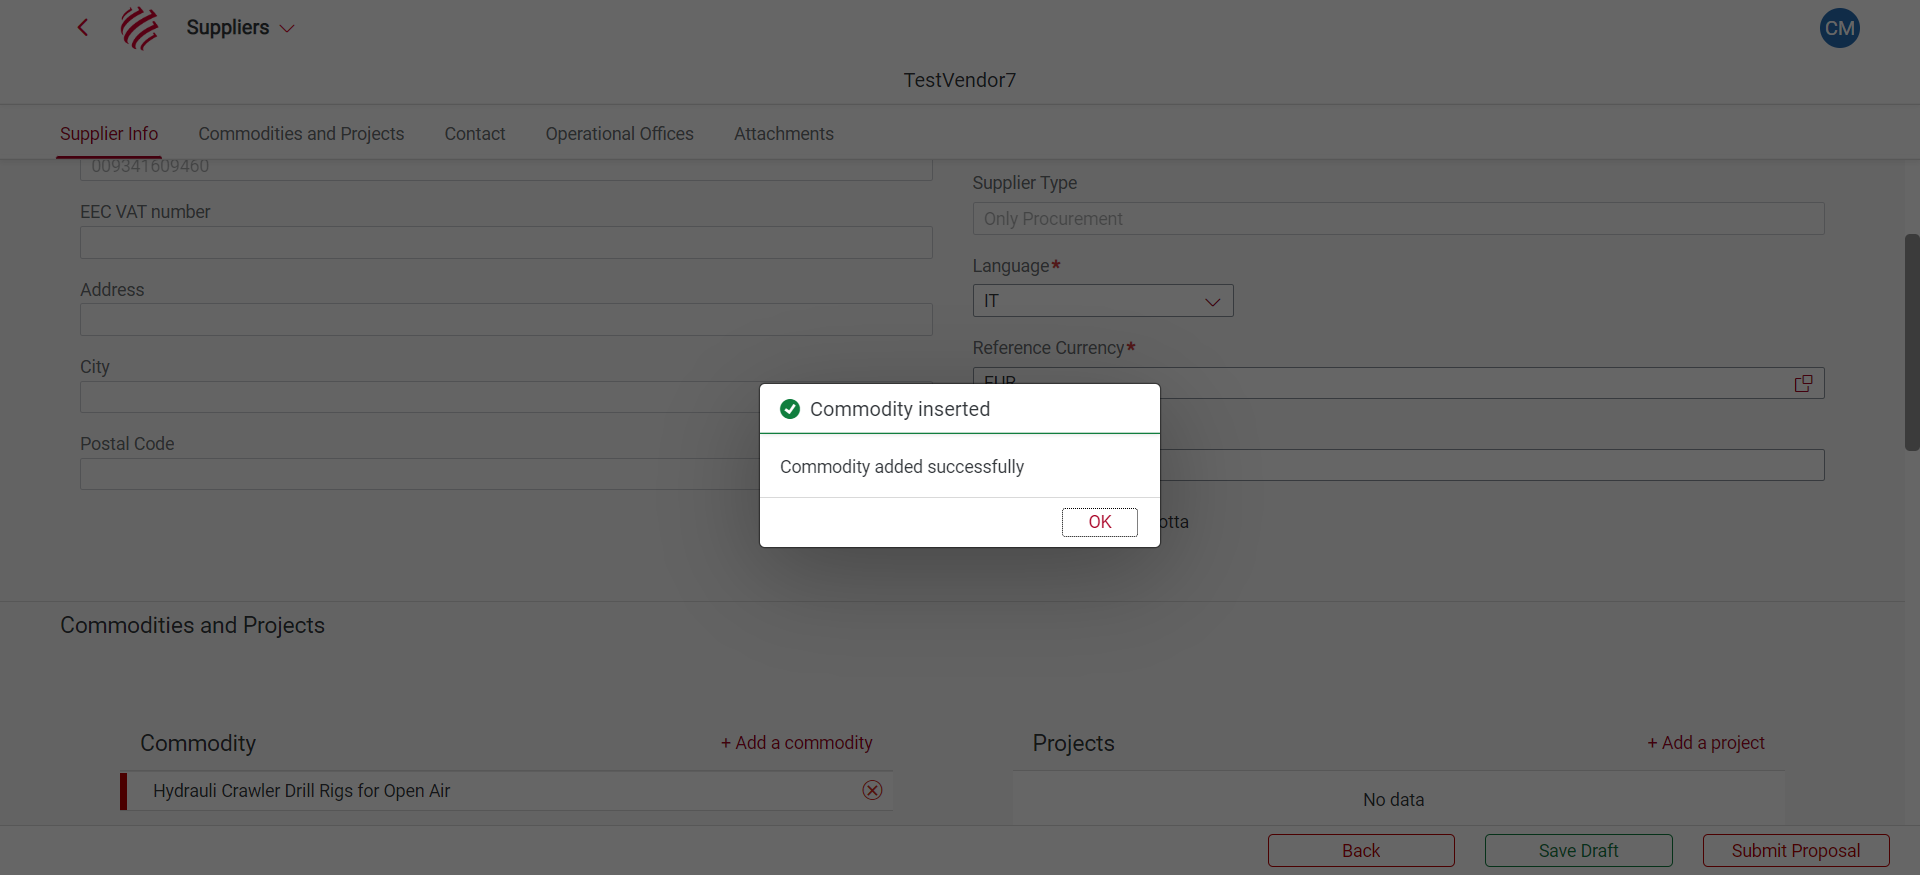 Suppliers
CM
TestVendor7
Supplier Info
Commodities and Projects
Contact
Operational Offices
Attachments
009341609460
EEC VAT number
Address
City
Postal Code
Supplier Type
Only Procurement
Language*
IT
Reference Currency*
EUR
Commodity inserted
Commodity added successfully
OK
otta
Commodities and Projects
Commodity
+ Add a commodity
Hydrauli Crawler Drill Rigs for Open Air
Projects
+ Add a project
No data
Back
Save Draft
Submit Proposal